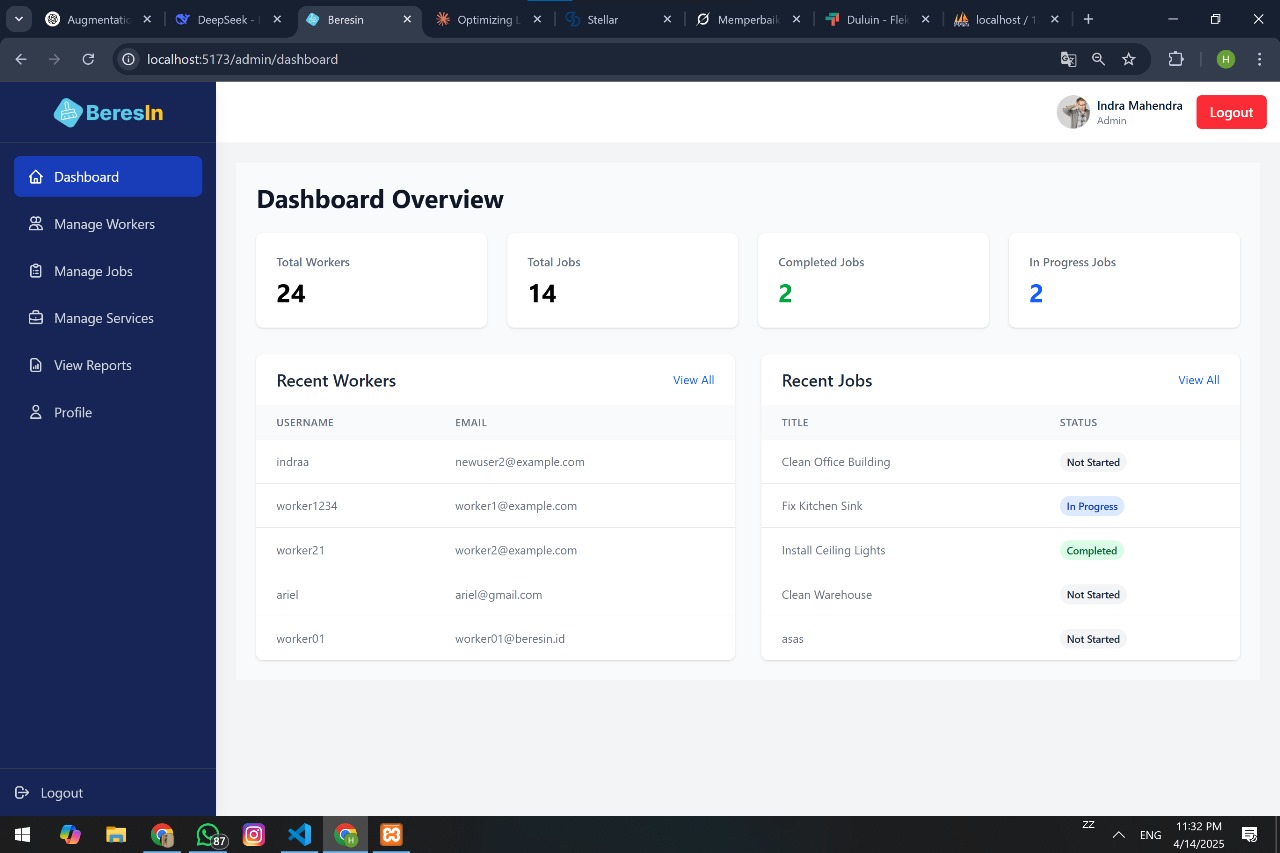 Augmentatic
DeepSeek - I
Beresin
Optimizing L
Stellar
Memperbaik
Duluin - Flek
localhost / 1
localhost:5173/admin/dashboard
H
BeresIn
Indra Mahendra
Admin
Logout
Dashboard
Manage Workers
Manage Jobs
Manage Services
View Reports
Profile
Logout
Dashboard Overview
Total Workers
24
Total Jobs
14
Completed Jobs
2
In Progress Jobs
2
Recent Workers
View All
USERNAME EMAIL
indraa newuser2@example.com
worker1234 worker1@example.com
worker21 worker2@example.com
ariel ariel@gmail.com
worker01 worker01@beresin.id
Recent Jobs
View All
TITLE STATUS
Clean Office Building Not Started
Fix Kitchen Sink In Progress
Install Ceiling Lights Completed
Clean Warehouse Not Started
asas Not Started
87
H
ZZ
ENG
11:32 PM
4/14/2025